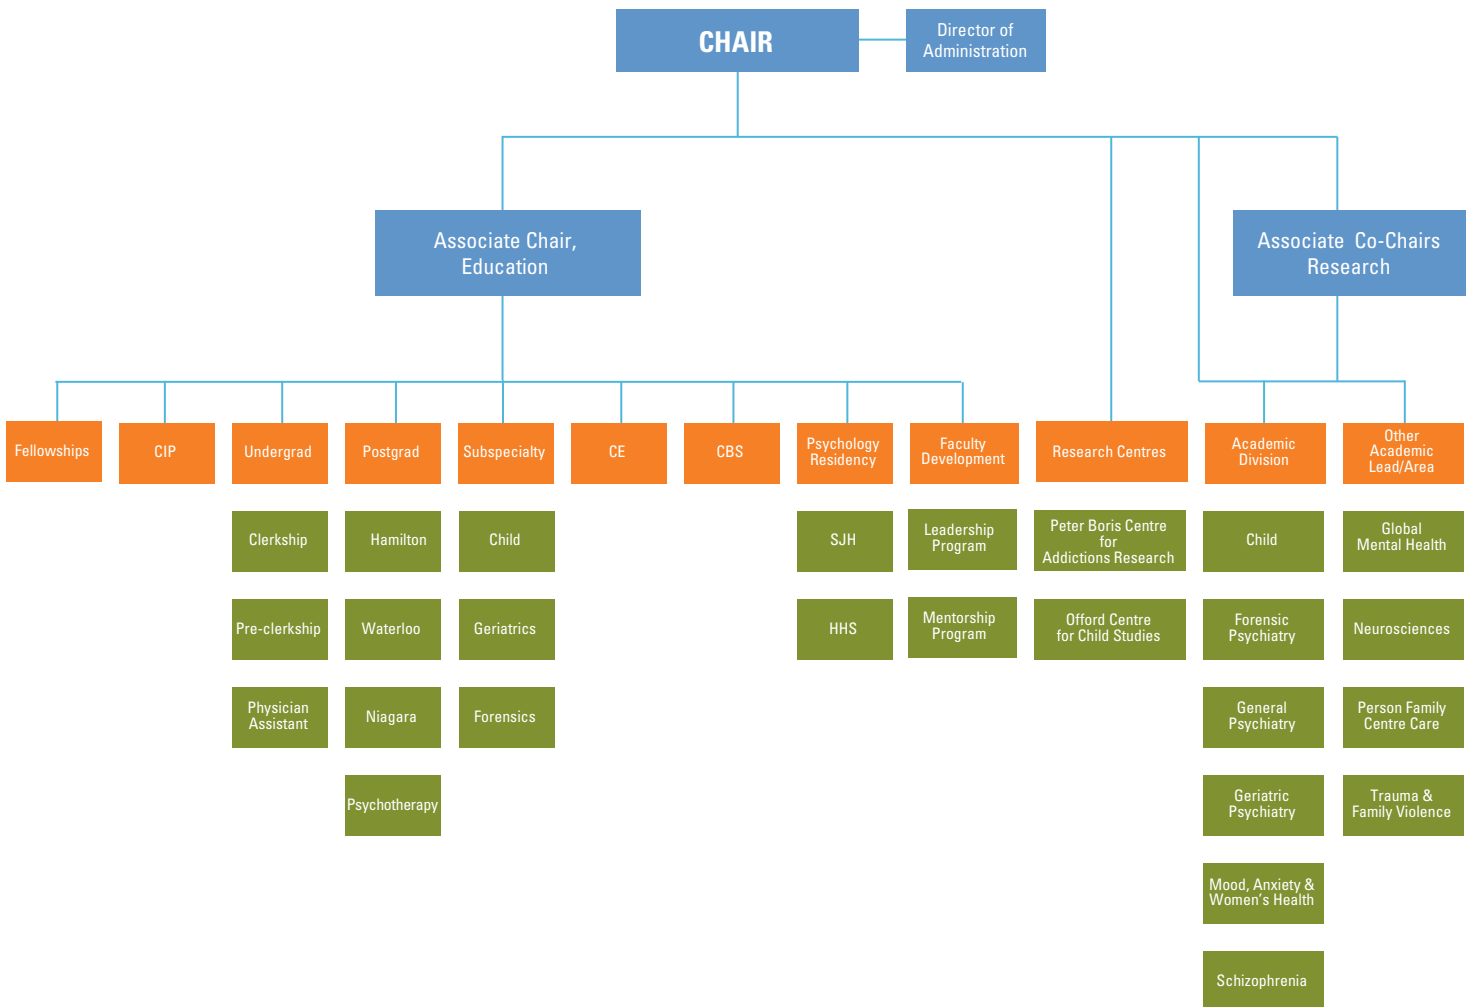 CHAIR
Director of
Administration
Associate Chair,
Education
Associate Co-Chairs
Research
Fellowships
CIP
Undergrad
Postgrad
Subspecialty
CE
CBS
Psychology
Residency
Faculty
Development
Research Centres
Academic
Division
Other
Academic
Lead/Area
Clerkship
Hamilton
Child
SJH
Leadership
Program
Peter Boris Centre
for
Addictions Research
Child
Global
Mental Health
Pre-clerkship
Waterloo
Geriatrics
HHS
Mentorship
Program
Offord Centre
for Child Studies
Forensic
Psychiatry
Neurosciences
Physician
Assistant
Niagara
Forensics
General
Psychiatry
Person Family
Centre Care
Psychotherapy
Geriatric
Psychiatry
Trauma &
Family Violence
Mood, Anxiety &
Women's Health
Schizophrenia